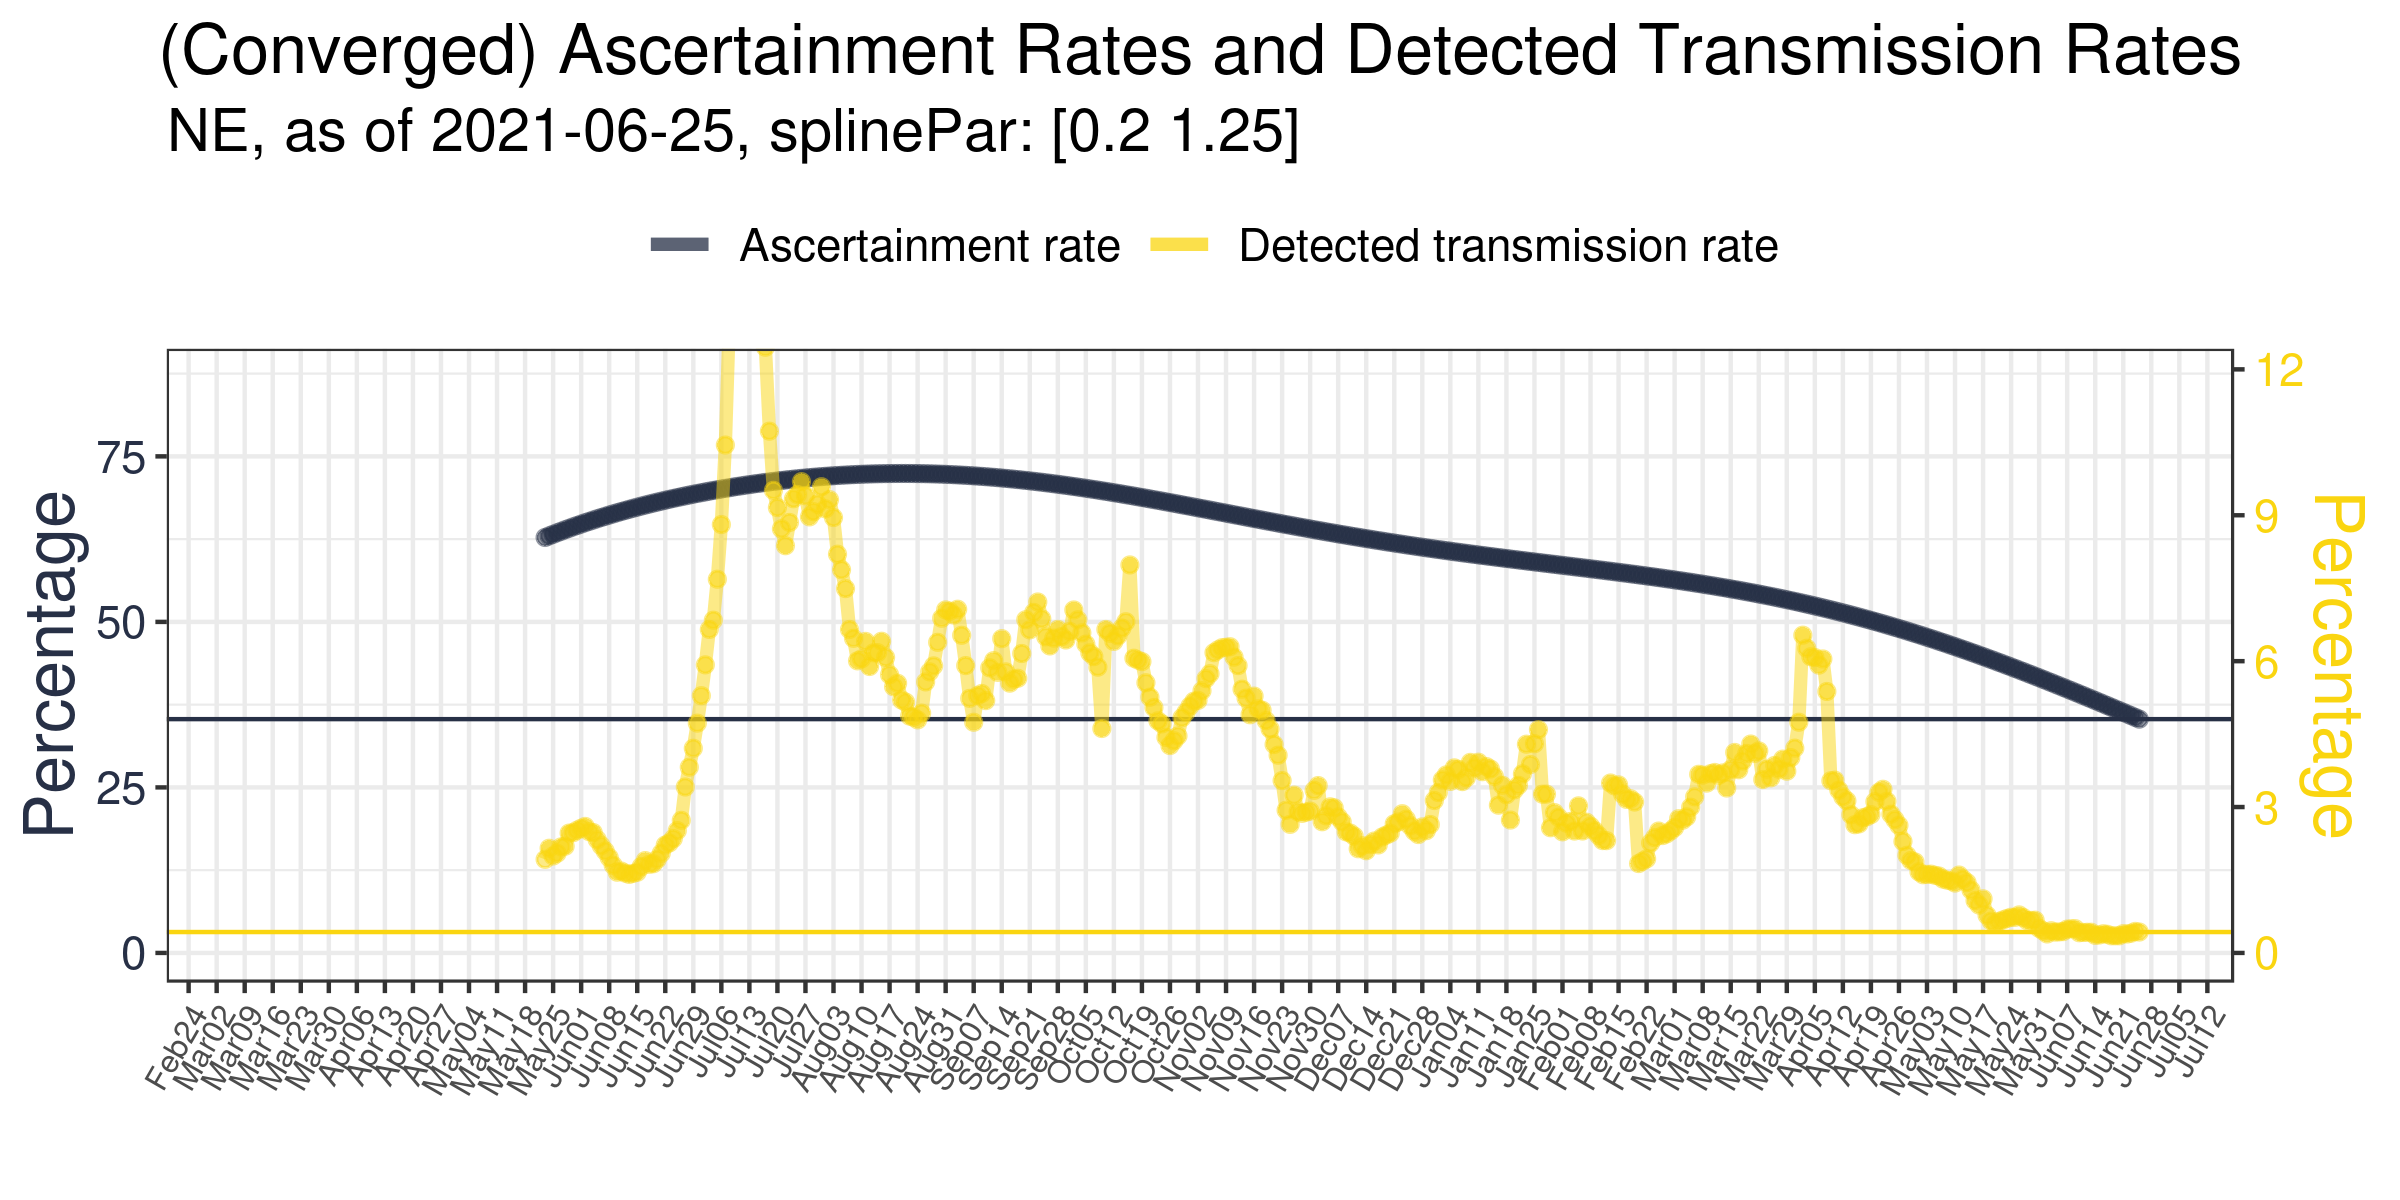 (Converged) Ascertainment Rates and Detected Transmission Rates
NE, as of 2021-06-25, splinePar: [0.2 1.25]
Ascertainment rate
Detected transmission rate
Percentage
75
50
25
0
12
9
6
3
0
Percentage
Feb24
Mar02
Mar09
Mar16
Mar23
Mar30
Apr06
Apr13
Apr20
Apr27
May04
May11
May18
May25
Jun01
Jun08
Jun15
Jun22
Jun29
Jul06
Jul13
Jul20
Jul27
Aug03
Aug10
Aug17
Aug24
Aug31
Sep07
Sep14
Sep21
Sep28
Oct05
Oct12
Oct19
Oct26
Nov02
Nov09
Nov16
Nov23
Nov30
Dec07
Dec14
Dec21
Dec28
Jan04
Jan11
Jan18
Jan25
Feb01
Feb08
Feb15
Feb22
Mar01
Mar08
Mar15
Mar22
Mar29
Apr05
Apr12
Apr19
Apr26
May03
May10
May17
May24
May31
Jun07
Jun14
Jun21
Jun28
Jul05
Jul12